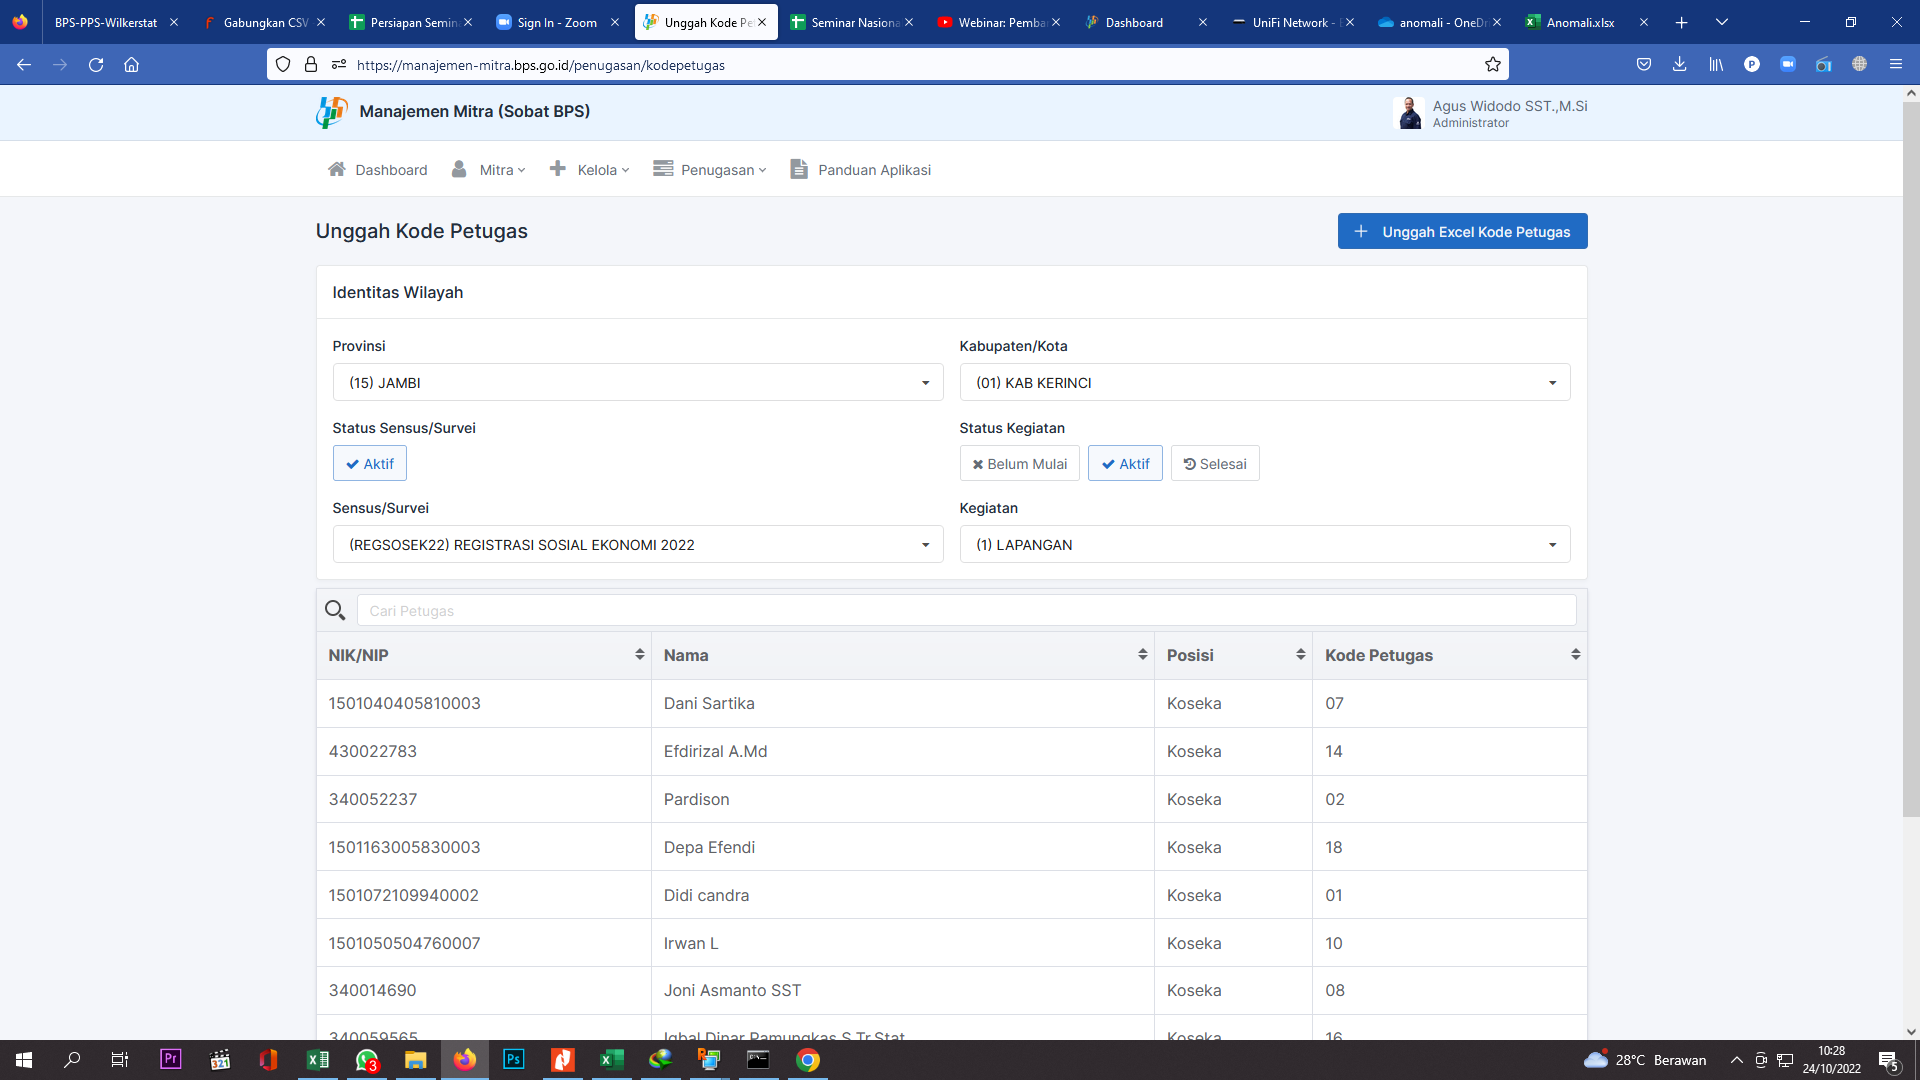 BPS-PPS-Wilkerstat
Gabungkan CSV
Persiapan Semina
Sign In - Zoom
Unggah Kode Pe
Seminar Nasiona
Webinar: Pemba
Dashboard
UniFi Network -
anomali - OneDr
Anomali.xlsx
https://manajemen-mitra.bps.go.id/penugasan/kodepetugas
Manajemen Mitra (Sobat BPS)
Agus Widodo SST.,M.Si
Administrator
Dashboard Mitra Kelola Penugasan Panduan Aplikasi
Unggah Kode Petugas
Unggah Excel Kode Petugas
Identitas Wilayah
Provinsi Kabupaten/Kota
(15) JAMBI (01) KAB KERINCI
Status Sensus/Survei Status Kegiatan
Aktif Belum Mulai Aktif Selesai
Sensus/Survei Kegiatan
(REGSOSEK22) REGISTRASI SOSIAL EKONOMI 2022 (1) LAPANGAN
Cari Petugas
NIK/NIP Nama Posisi Kode Petugas
1501040405810003 Dani Sartika Koseka 07
430022783 Efdirizal A.Md Koseka 14
340052237 Pardison Koseka 02
1501163005830003 Depa Efendi Koseka 18
1501072109940002 Didi candra Koseka 01
1501050504760007 Irwan L Koseka 10
340014690 Joni Asmanto SST Koseka 08
340059565 Iqbal Dinar Pamungkas S.Tr.Stat Koseka 16
28°C Berawan
10:28
24/10/2022